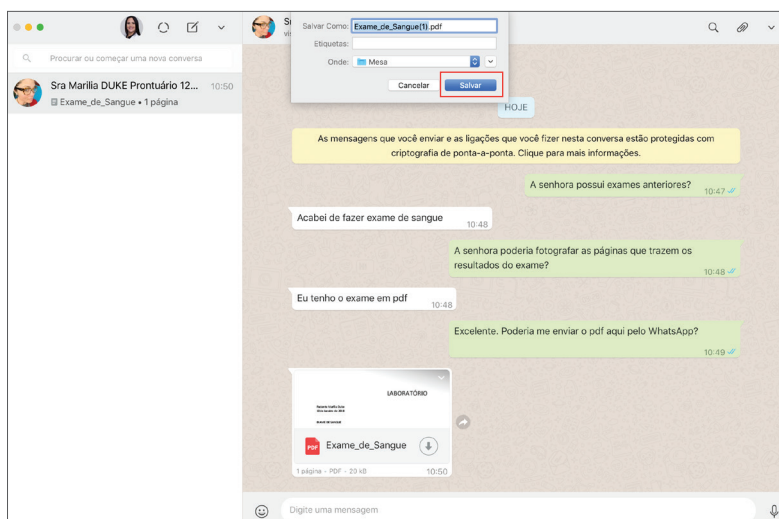 Salvar Como: Exame_de_Sangue(1).pdf
Etiquetas:
Onde: Mesa
Cancelar Salvar
Procurar ou começar uma nova conversa
Sra Marilia DUKE Prontuário 12... 10:50
Exame_de_Sangue • 1 página
HOJE
As mensagens que você enviar e as ligações que você fizer nesta conversa estão protegidas com
criptografia de ponta-a-ponta. Clique para mais informações.
A senhora possui exames anteriores? 10:47
Acabei de fazer exame de sangue 10:48
A senhora poderia fotografar as páginas que trazem os
resultados do exame? 10:48
Eu tenho o exame em pdf 10:48
Excelente. Poderia me enviar o pdf aqui pelo WhatsApp?
10:49
LABORATÓRIO
PDF Exame_de_Sangue
1 página - PDF - 20 kB 10:50
Digite uma mensagem